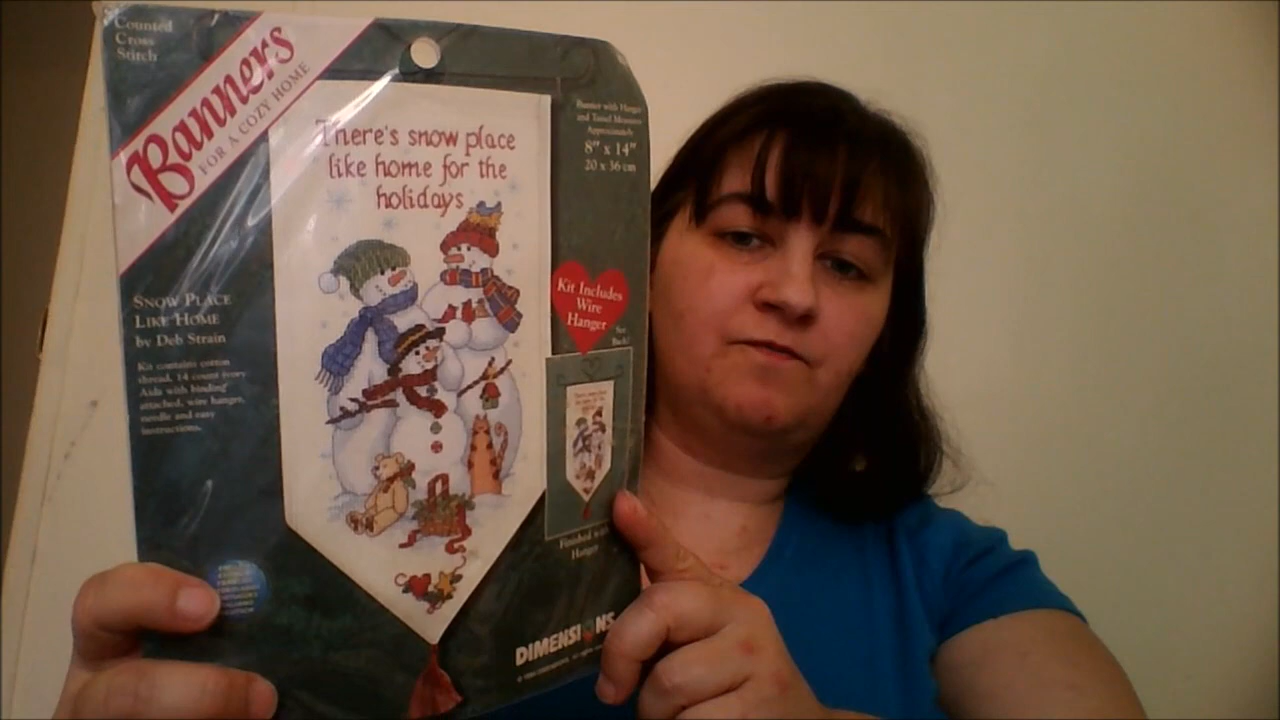 Counted
Cross
Stitch
Banners
FOR A COZY HOME
There's snow place
like home for the
holidays
Banner with Hanger
and Tassel Measures
Approximately
8" x 14"
20 x 36 cm
Kit Includes
Wire
Hanger
See
Back!
SNOW PLACE
LIKE HOME
by Deb Strain
Kit contains cotton
thread, 14 count ivory
Aida with binding
attached, wire hanger,
needle and easy
instructions.
Finished with
Hanger
DIMENSIONS